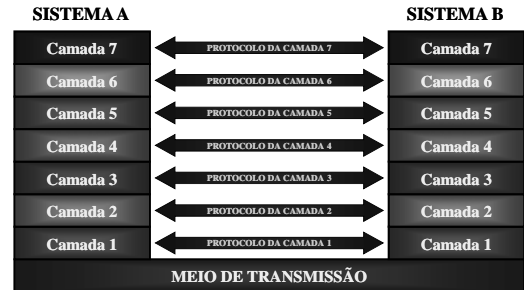 SISTEMA A SISTEMA B
Camada 7 PROTOCOLO DA CAMADA 7 Camada 7
Camada 6 PROTOCOLO DA CAMADA 6 Camada 6
Camada 5 PROTOCOLO DA CAMADA 5 Camada 5
Camada 4 PROTOCOLO DA CAMADA 4 Camada 4
Camada 3 PROTOCOLO DA CAMADA 3 Camada 3
Camada 2 PROTOCOLO DA CAMADA 2 Camada 2
Camada 1 PROTOCOLO DA CAMADA 1 Camada 1
MEIO DE TRANSMISSÃO